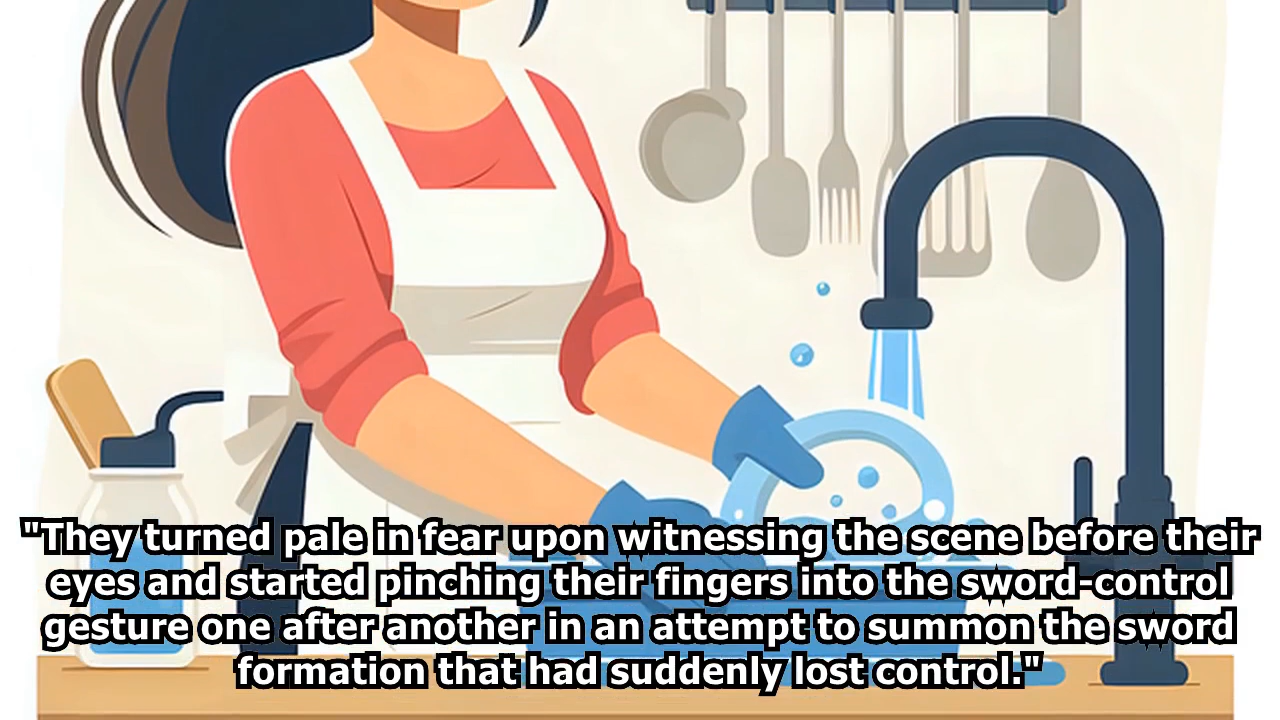 "They turned pale in fear upon witnessing the scene before their
eyes and started pinching their fingers into the sword-control
gesture one after another in an attempt to summon the sword
formation that had suddenly lost control."